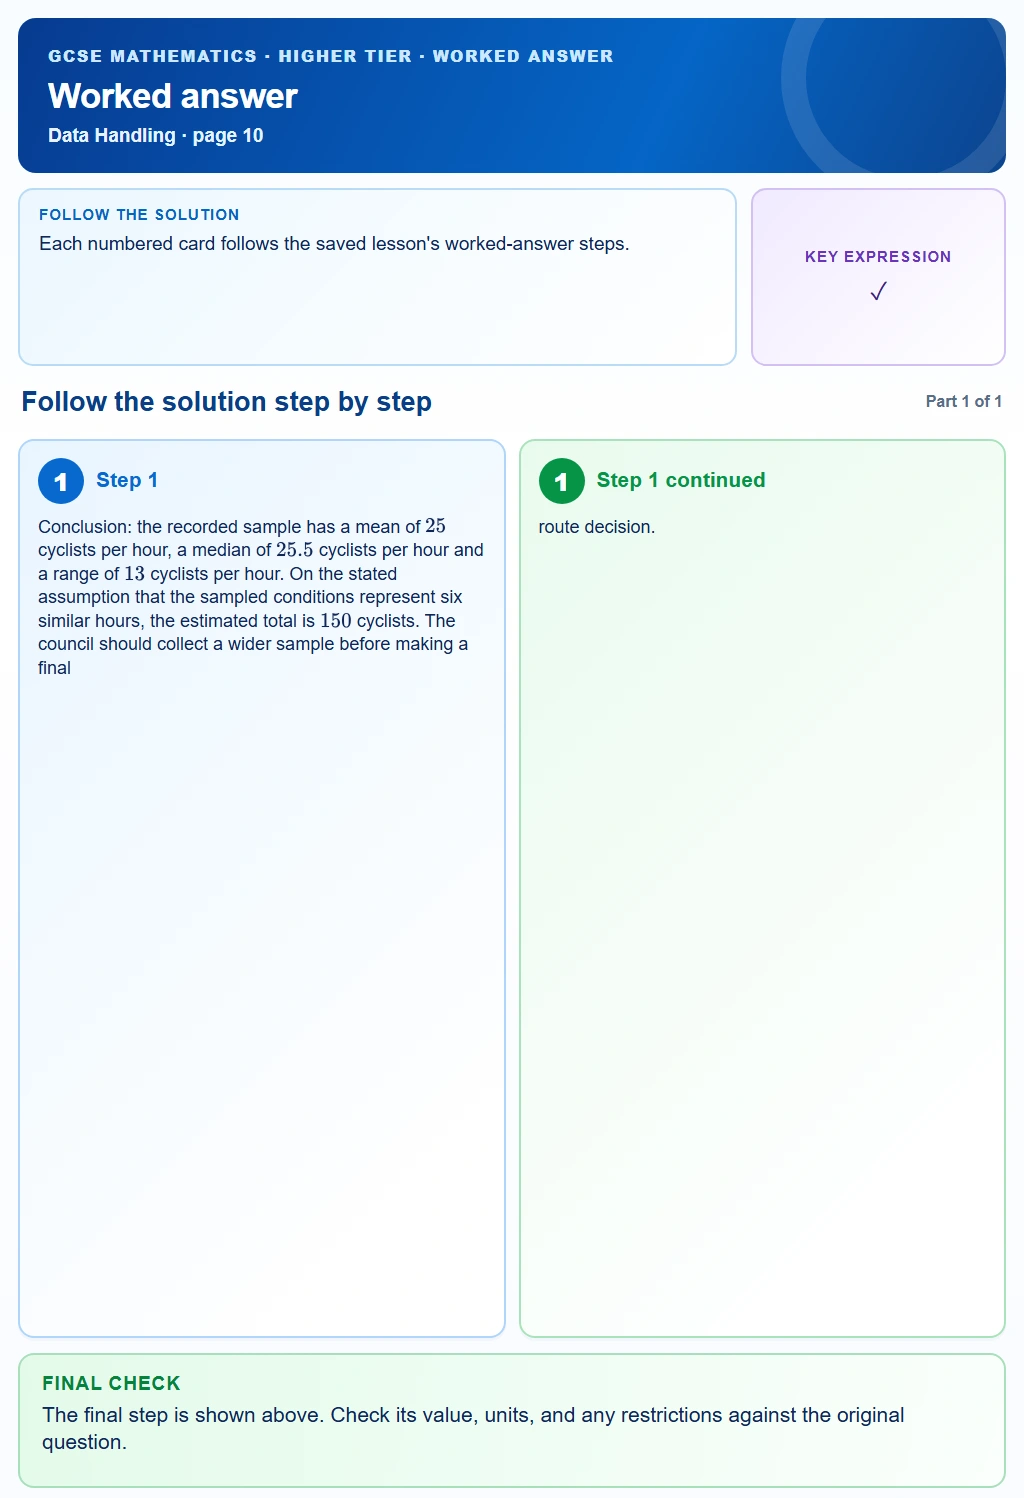 GCSE MATHEMATICS · HIGHER TIER · WORKED ANSWER
Worked answer
Data Handling · page 10
FOLLOW THE SOLUTION
Each numbered card follows the saved lesson's worked-answer steps.
KEY EXPRESSION
✓
Follow the solution step by step
Part 1 of 1
1 Step 1
Conclusion: the recorded sample has a mean of 25
cyclists per hour, a median of 25.5 cyclists per hour and
a range of 13 cyclists per hour. On the stated
assumption that the sampled conditions represent six
similar hours, the estimated total is 150 cyclists. The
council should collect a wider sample before making a
final
1 Step 1 continued
route decision.
FINAL CHECK
The final step is shown above. Check its value, units, and any restrictions against the original
question.